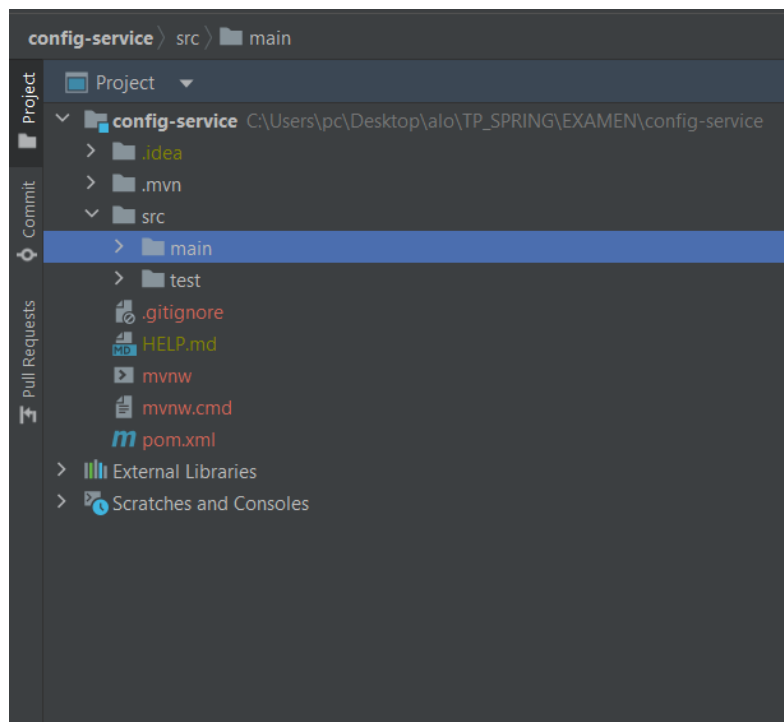 config-service 〉 src 〉 main
Project
config-service C:\Users\pc\Desktop\alo\TP_SPRING\EXAMEN\config-service
.idea
.mvn
src
main
test
.gitignore
MD HELP.md
mvnw
mvnw.cmd
m pom.xml
External Libraries
Scratches and Consoles
Project
Commit
Pull Requests